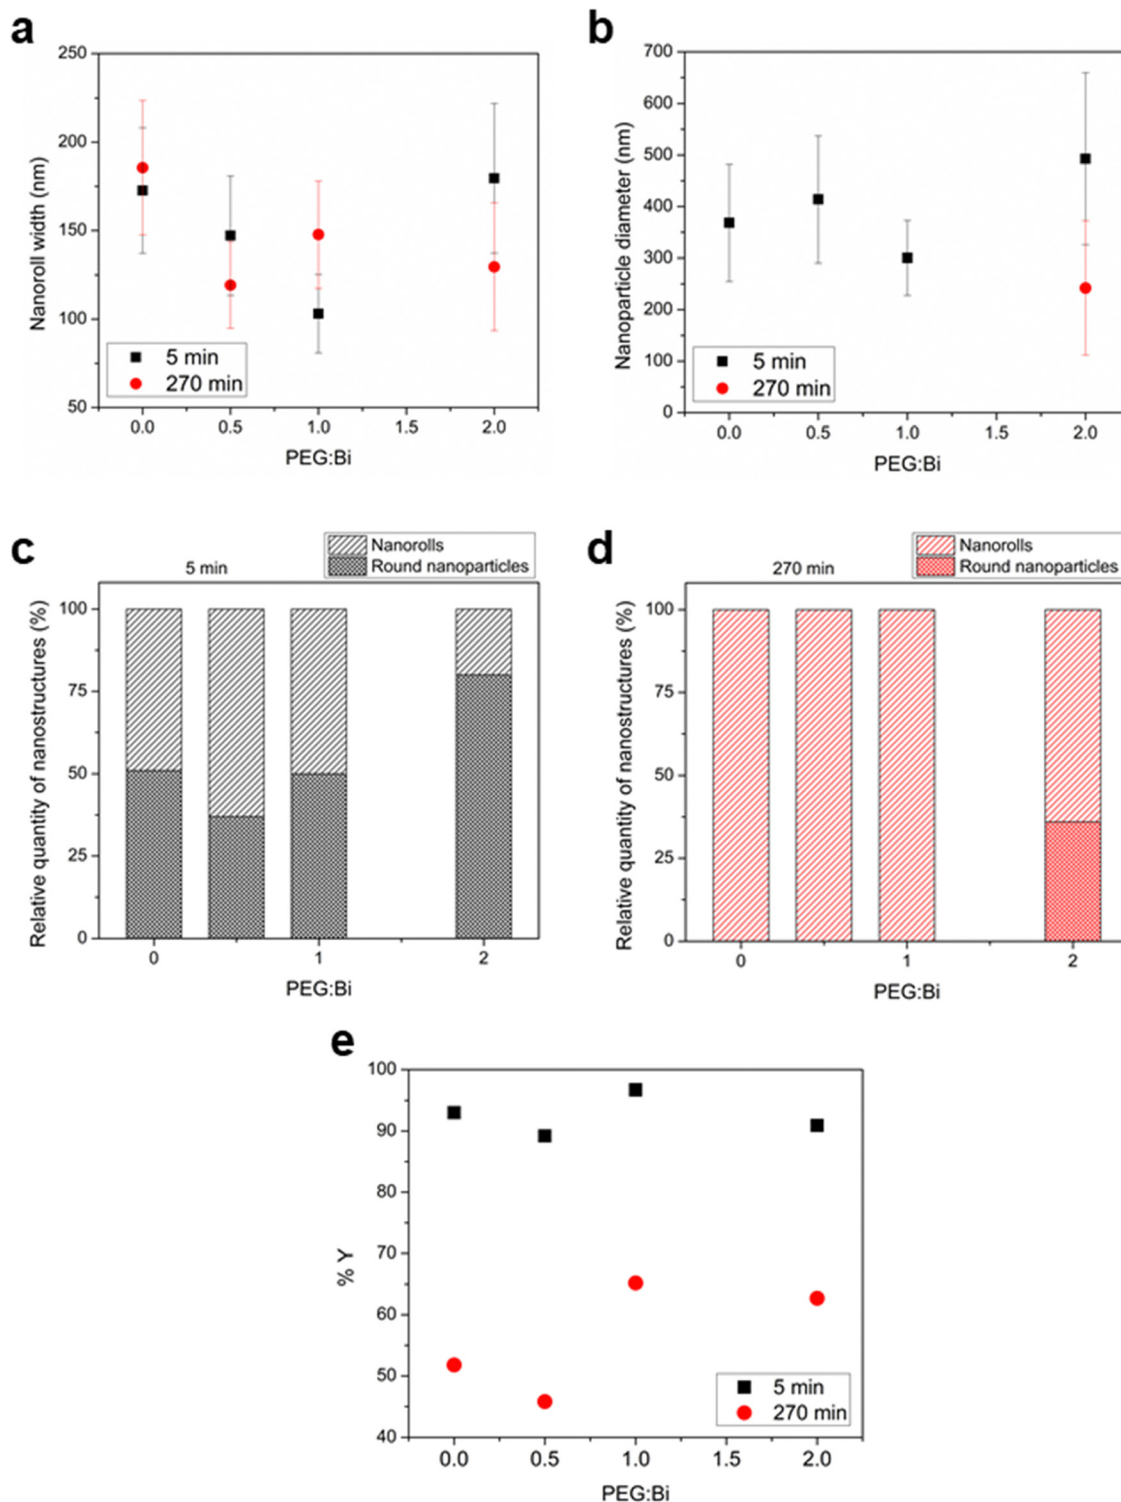 a
250
200
150
100
50
Nanoroll width (nm)
5 min
270 min
0.0 0.5 1.0 1.5 2.0
PEG:Bi
b
700
600
500
400
300
200
100
0
Nanoparticle diameter (nm)
5 min
270 min
0.0 0.5 1.0 1.5 2.0
PEG:Bi
c
Nanorolls
Round nanoparticles
5 min
100
75
50
25
0
Relative quantity of nanostructures (%)
0 1 2
PEG:Bi
d
Nanorolls
Round nanoparticles
270 min
100
75
50
25
0
Relative quantity of nanostructures (%)
0 1 2
PEG:Bi
e
100
90
80
70
60
50
40
% Y
5 min
270 min
0.0 0.5 1.0 1.5 2.0
PEG:Bi